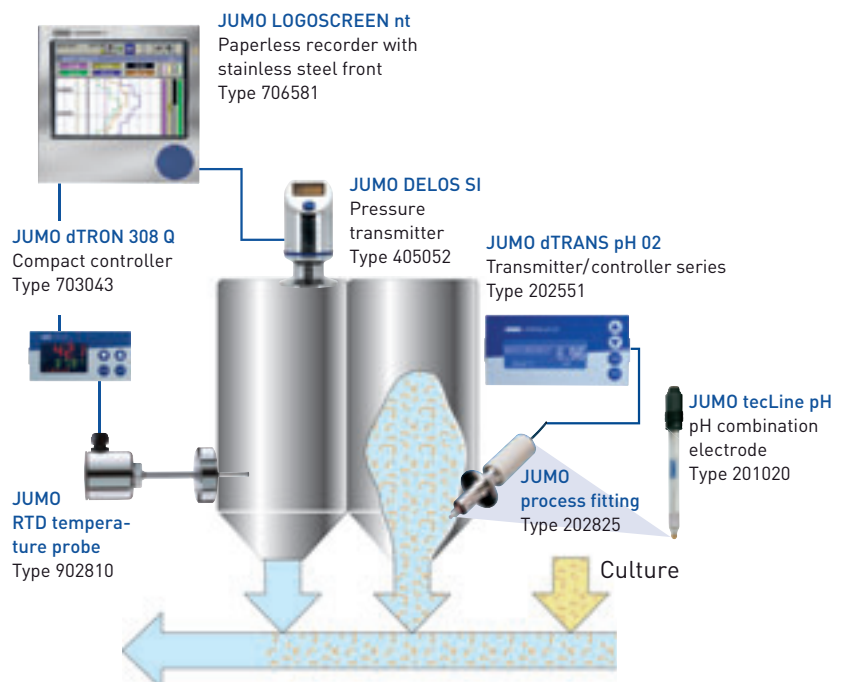 JUMO LOGOSCREEN nt
Paperless recorder with
stainless steel front
Type 706581
JUMO DELOS SI
Pressure
transmitter
Type 405052
JUMO dTRON 308 Q
Compact controller
Type 703043
JUMO dTRANS pH 02
Transmitter/controller series
Type 202551
JUMO tecLine pH
pH combination
electrode
Type 201020
JUMO
process fitting
Type 202825
JUMO
RTD tempera-
ture probe
Type 902810
Culture